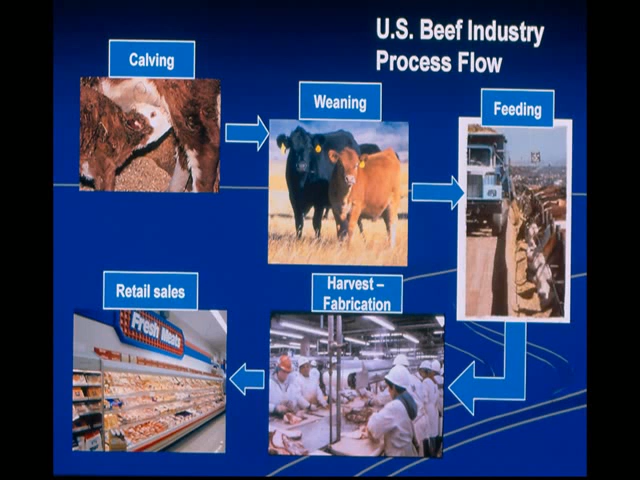 U.S. Beef Industry
Process Flow
Calving
Weaning
Feeding
Retail sales
Harvest –
Fabrication
Fresh Meats